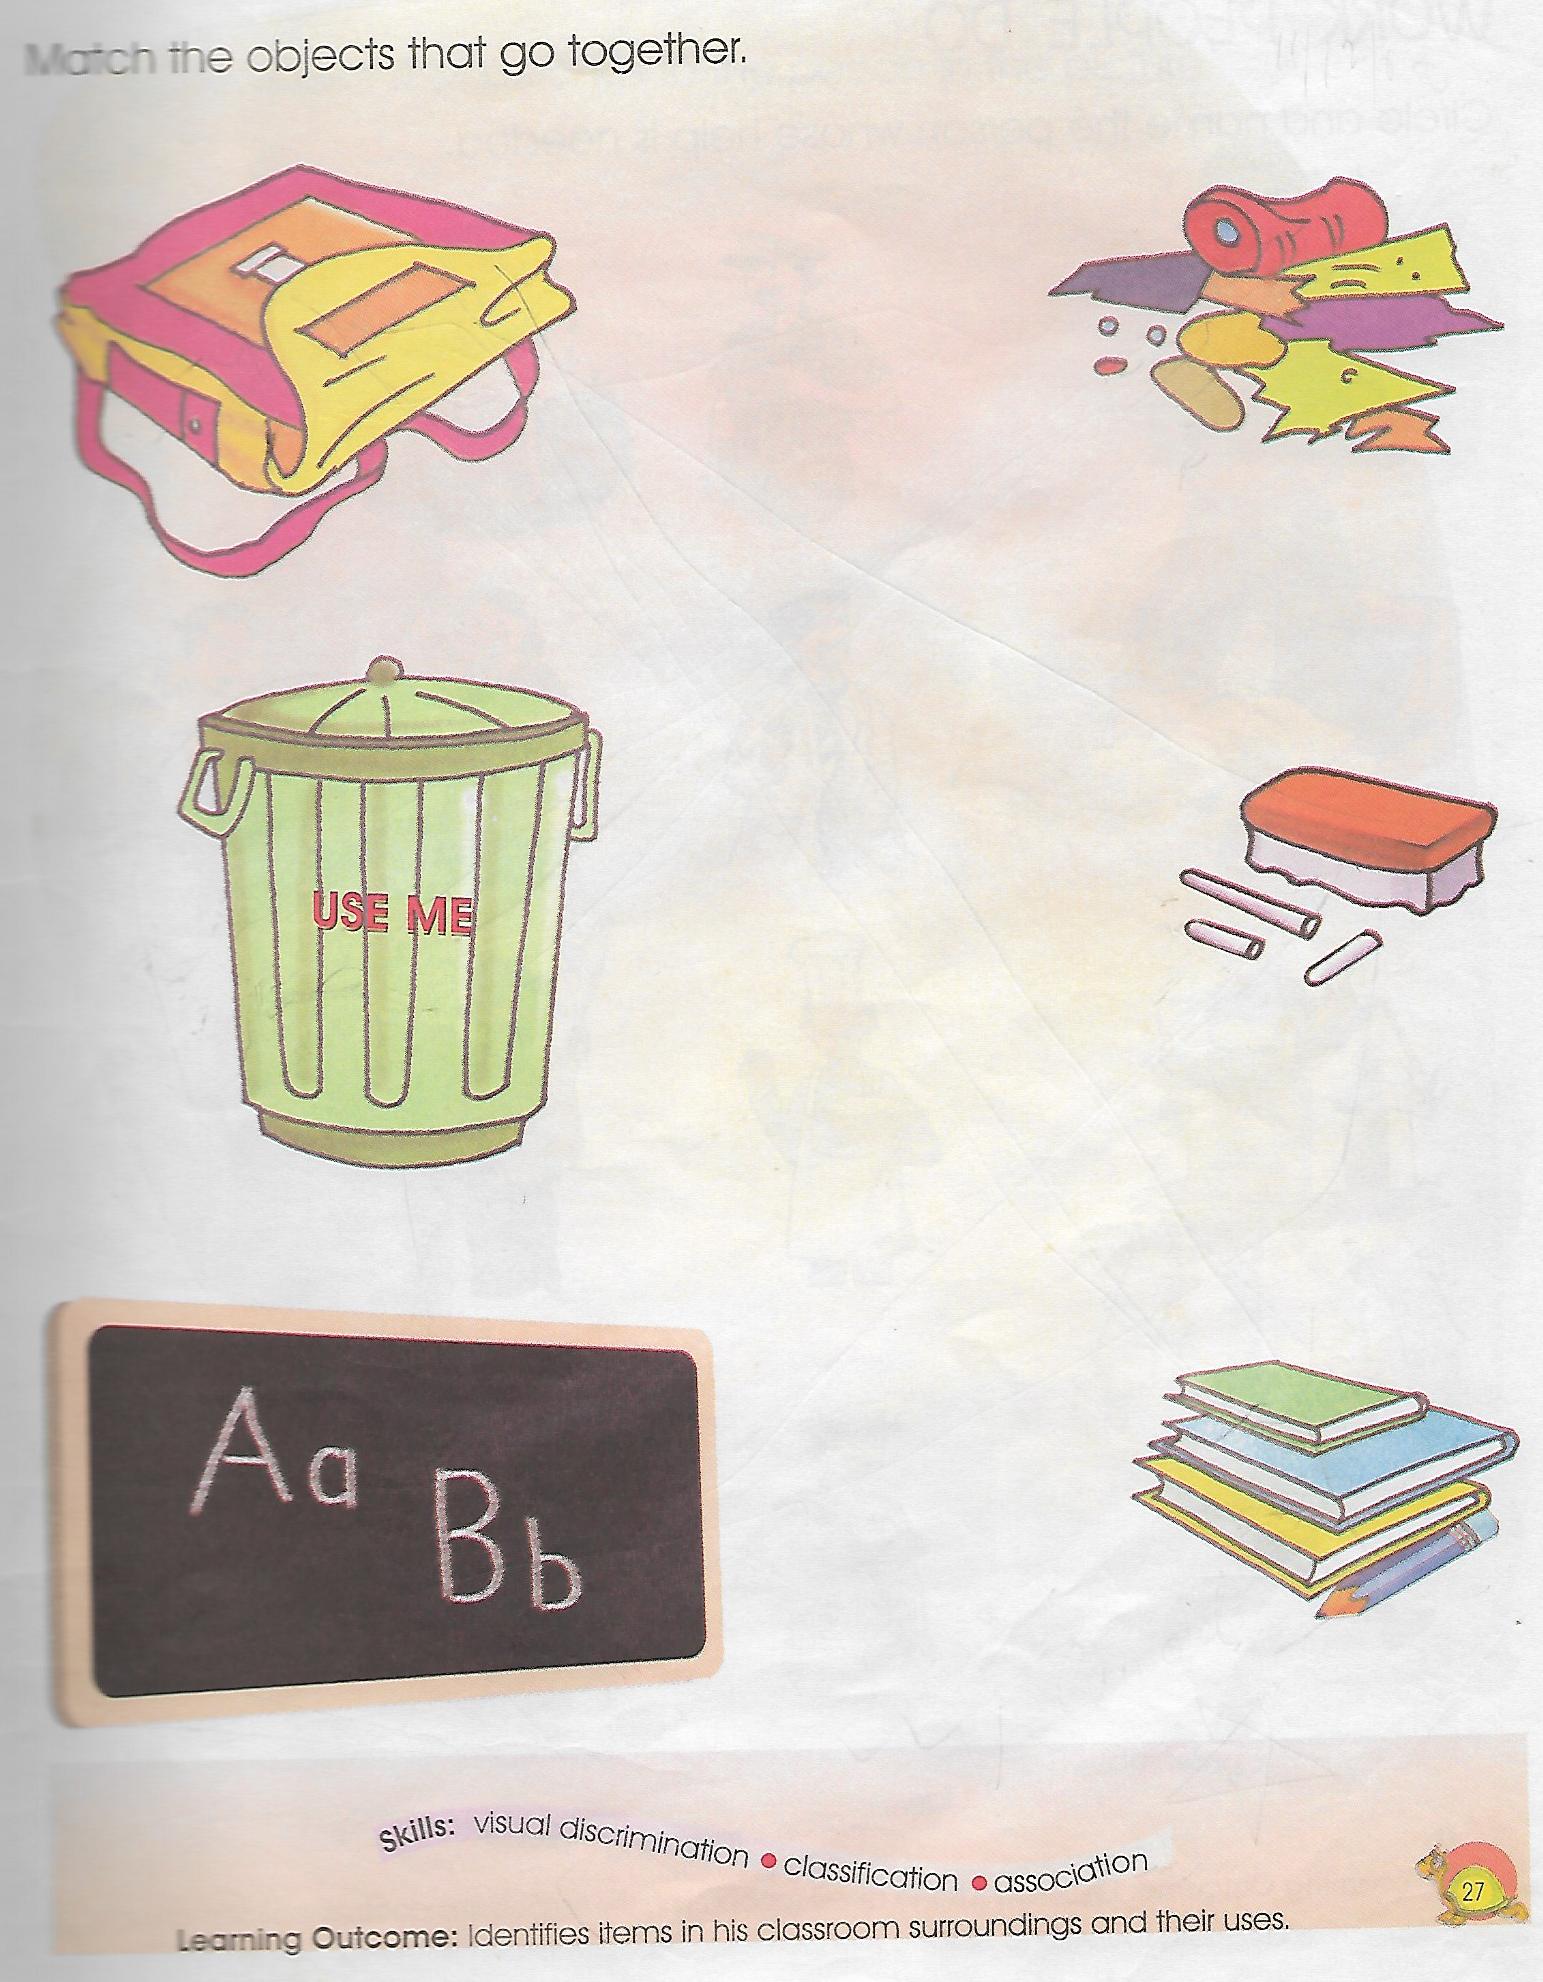 Match the objects that go together.
USE ME
Aa
Bb
Skills: visual discrimination • classification • association
27
Learning Outcome: Identifies items in his classroom surroundings and their uses.